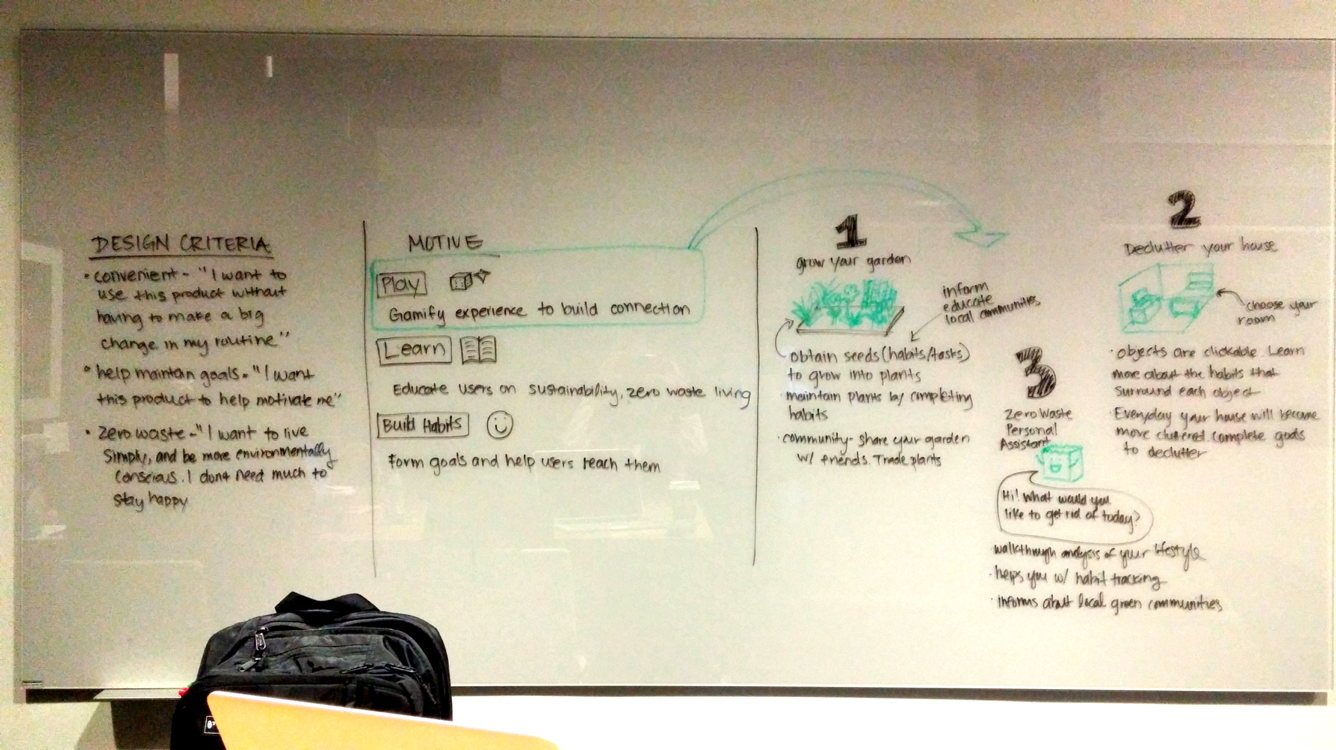 DESIGN CRITERIA
• convenient - "I want to
use this product without
having to make a big
change in my routine"
• help maintain goals - "I want
this product to help motivate me"
• Zero waste - "I want to live
simply, and be more environmentally
conscious. I dont need much to
stay happy
MOTIVE
Play
Gamify experience to build connection
Learn
Educate users on sustainability, zero waste living
Build Habits
Form goals and help users reach them
1
grow your garden
inform
educate
local communities
obtain seeds (habits/tasks)
to grow into plants
maintain plants by completing
habits
• community - share your garden
w/ friends. Trade plants
2
Declutter your house
choose your
room
• objects are clickable. Learn
more about the habits that
surround each object
• Everyday your house will become
more cluttered. complete goals
to declutter
3
Zero Waste
Personal
Assistant
Hi! What would you
like to get rid of today?
walkthrough analysis of your lifestyle
• helps you w/ habit tracking
• informs about local green communities